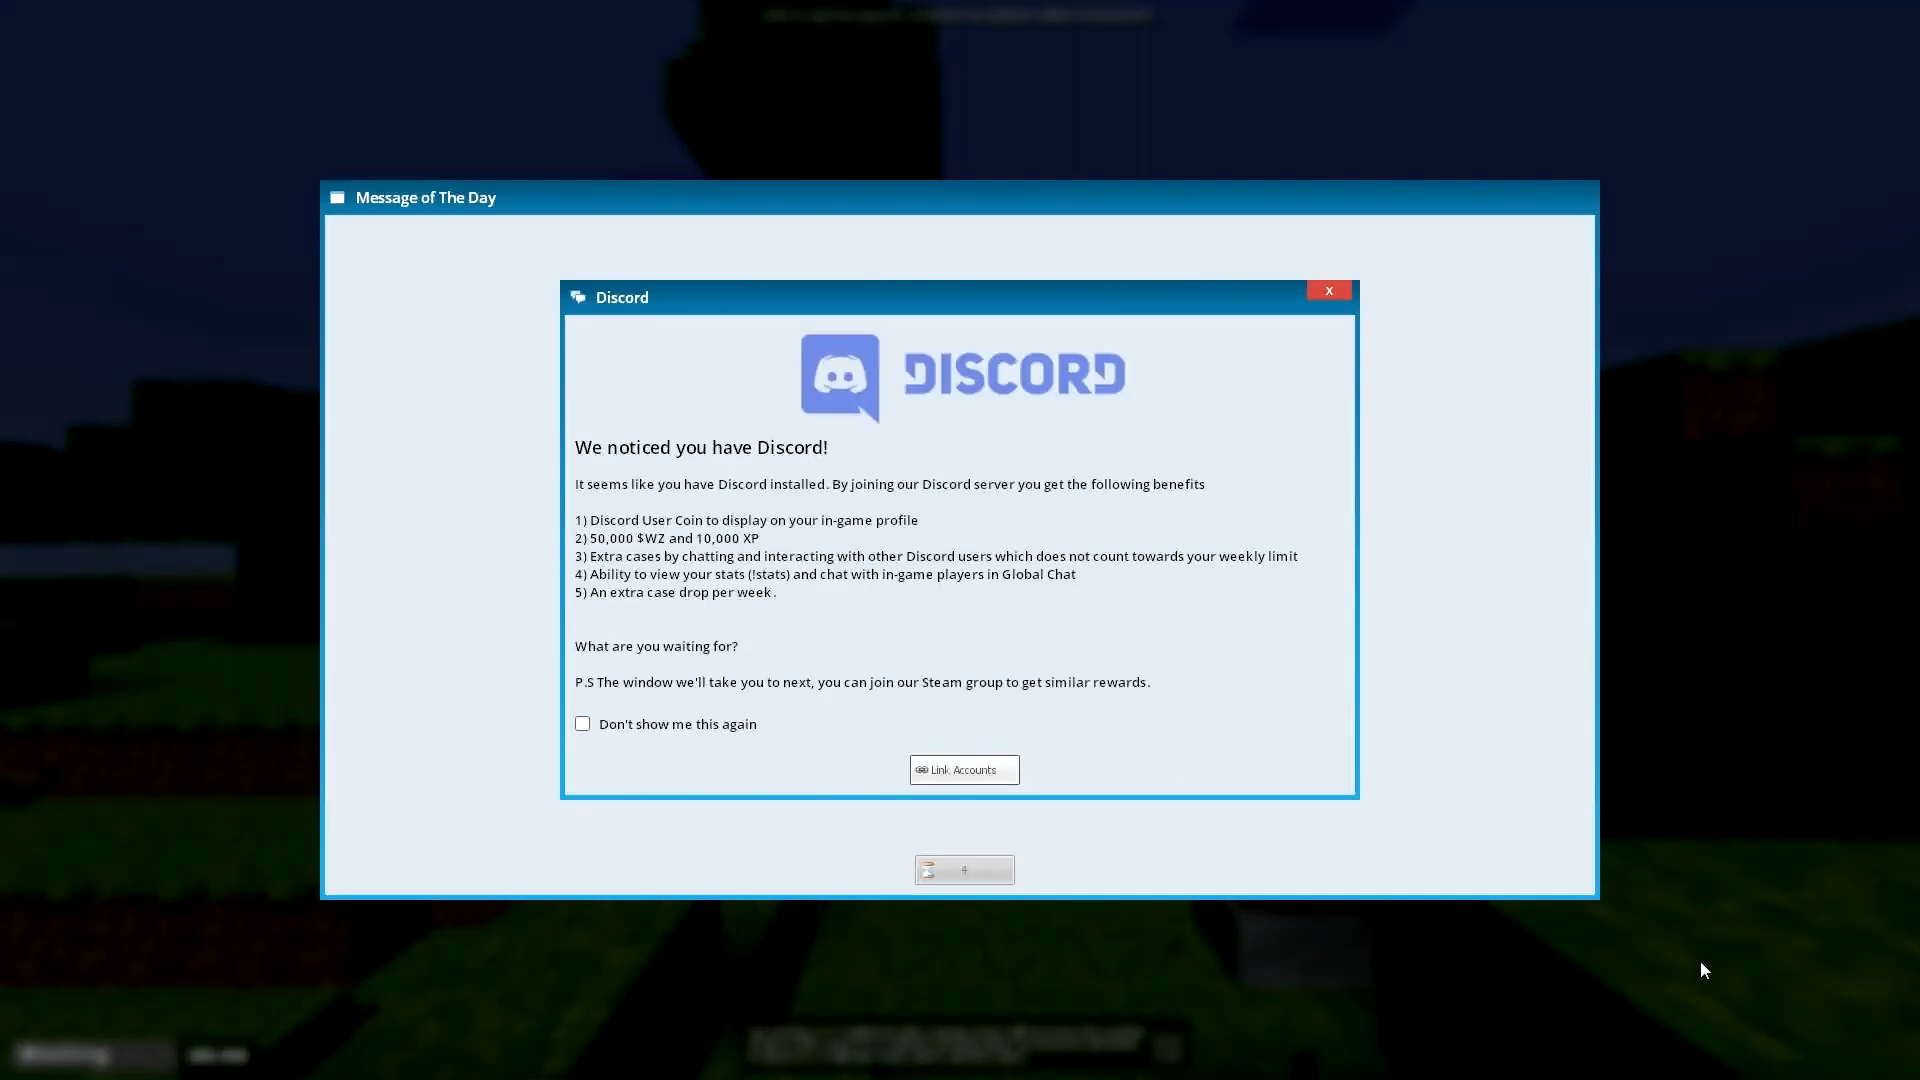 Message of The Day
Discord
X
DISCORD
We noticed you have Discord!
It seems like you have Discord installed. By joining our Discord server you get the following benefits
1) Discord User Coin to display on your in-game profile
2) 50,000 $WZ and 10,000 XP
3) Extra cases by chatting and interacting with other Discord users which does not count towards your weekly limit
4) Ability to view your stats (!stats) and chat with in-game players in Global Chat
5) An extra case drop per week.
What are you waiting for?
P.S The window we'll take you to next, you can join our Steam group to get similar rewards.
Don't show me this again
Link Accounts
4